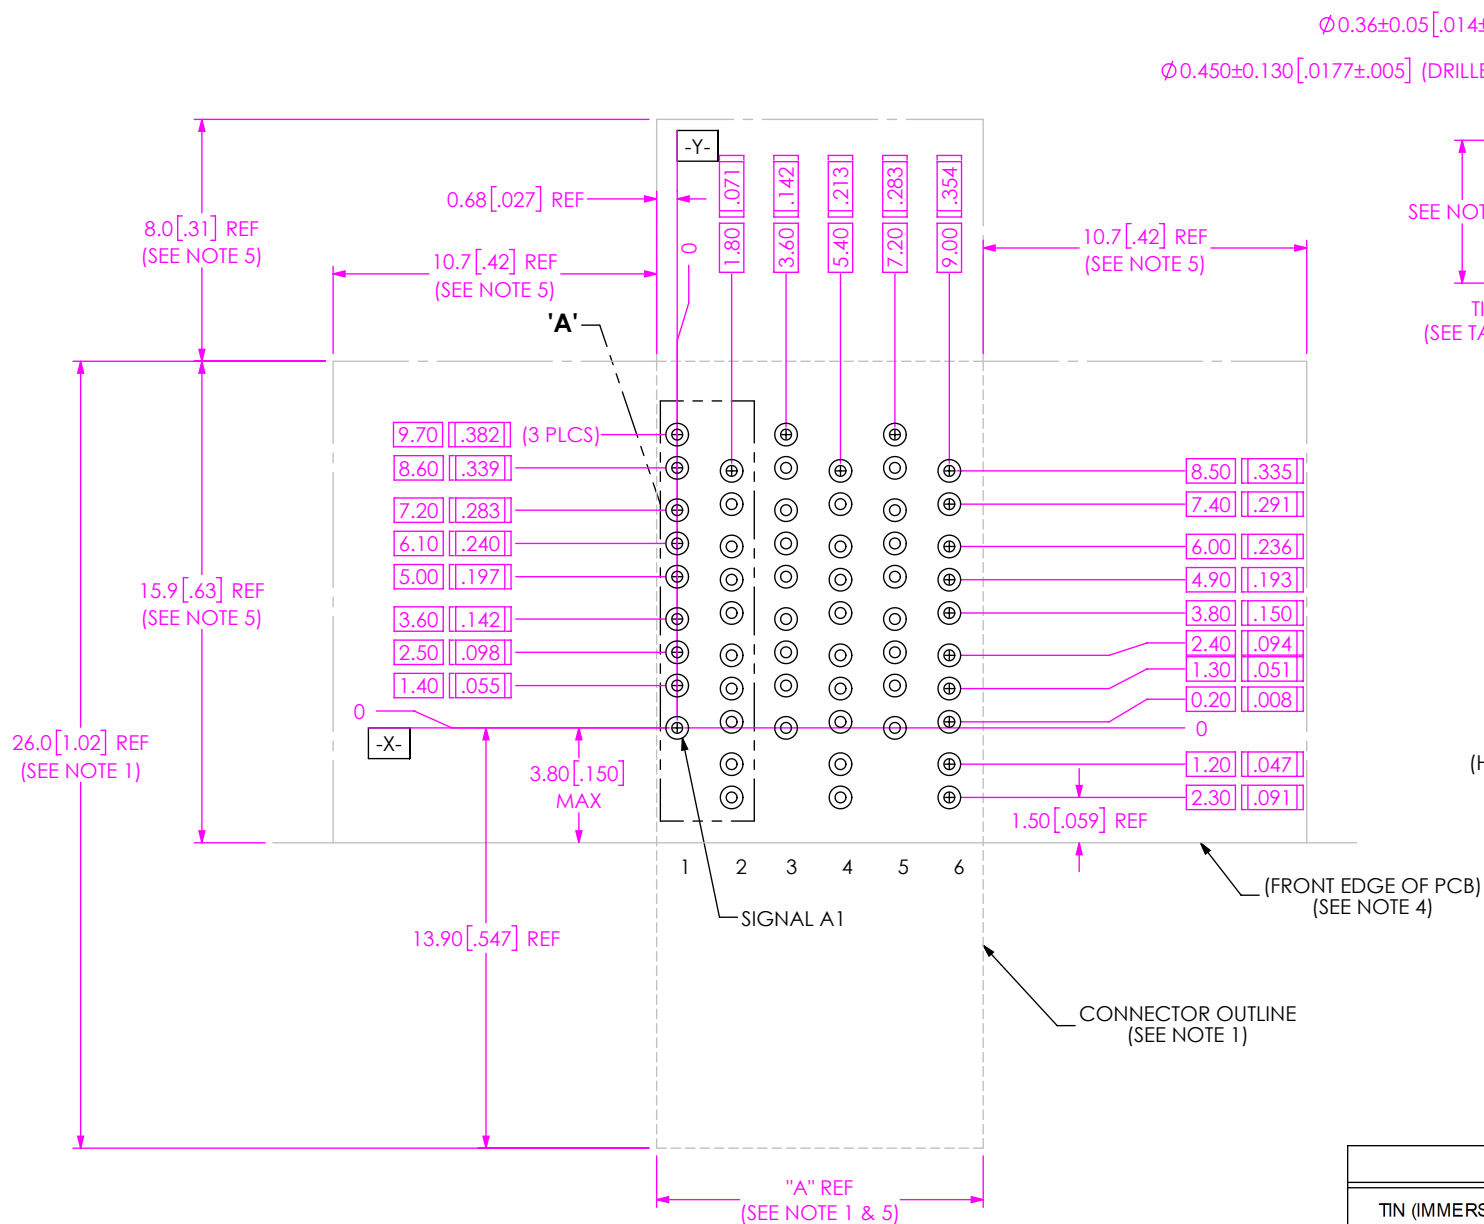 Ø0.36±0.05[.014±
Ø0.450±0.130[.0177±.005] (DRILLE
-Y-
0.68[.027] REF
0
1.80 [.071]
3.60 [.142]
5.40 [.213]
7.20 [.283]
9.00 [.354]
8.0[.31] REF
(SEE NOTE 5)
10.7[.42] REF
(SEE NOTE 5)
10.7[.42] REF
(SEE NOTE 5)
SEE NOT
TI
(SEE TA
'A'
9.70 [.382] (3 PLCS)
8.60 [.339]
7.20 [.283]
6.10 [.240]
5.00 [.197]
3.60 [.142]
2.50 [.098]
1.40 [.055]
0
-X-
8.50 [.335]
7.40 [.291]
6.00 [.236]
4.90 [.193]
3.80 [.150]
2.40 [.094]
1.30 [.051]
0.20 [.008]
0
1.20 [.047]
2.30 [.091]
15.9[.63] REF
(SEE NOTE 5)
26.0[1.02] REF
(SEE NOTE 1)
3.80[.150]
MAX
1.50[.059] REF
(H
1 2 3 4 5 6
SIGNAL A1
(FRONT EDGE OF PCB)
(SEE NOTE 4)
13.90[.547] REF
CONNECTOR OUTLINE
(SEE NOTE 1)
"A" REF
(SEE NOTE 1 & 5)
TIN (IMMERS